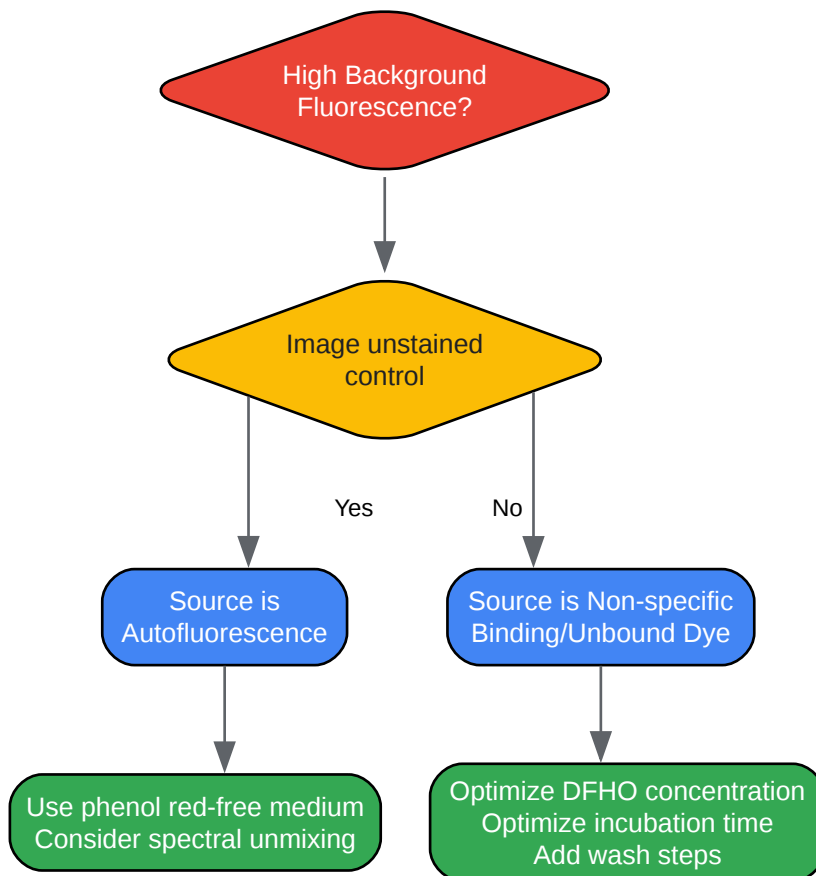 High Background
Fluorescence?
Image unstained
control
Yes
No
Source is
Autofluorescence
Source is Non-specific
Binding/Unbound Dye
Use phenol red-free medium
Consider spectral unmixing
Optimize DFHO concentration
Optimize incubation time
Add wash steps